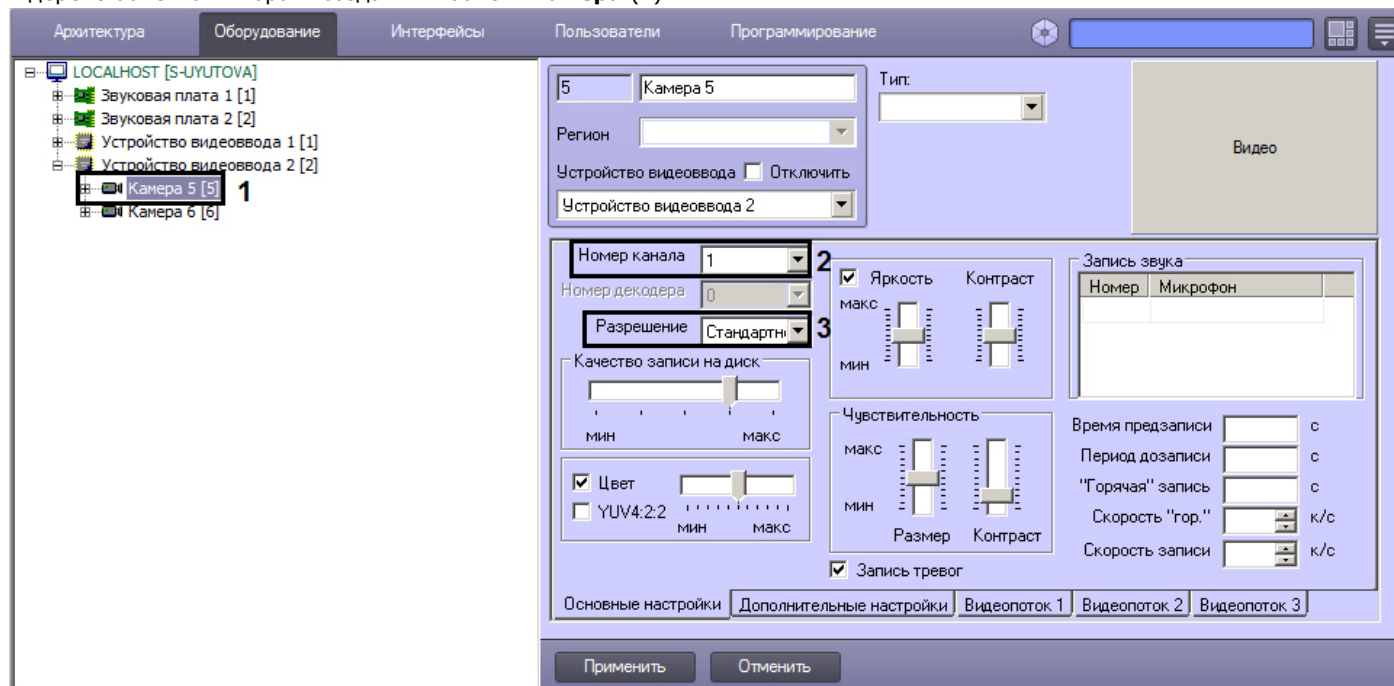 Архитектура Оборудование Интерфейсы Пользователи Программирование
LOCALHOST [S-UYUTOVA]
Звуковая плата 1 [1]
Звуковая плата 2 [2]
Устройство видеоввода 1 [1]
Устройство видеоввода 2 [2]
Камера 5 [5] 1
Камера 6 [6]
5 Камера 5
Тип:
Регион
Устройство видеоввода Отключить
Устройство видеоввода 2
Видео
Номер канала 1 2
Номер декодера 0
Разрешение Стандартн 3
Качество записи на диск
мин макс
Цвет
YUV4:2:2
мин макс
Яркость Контраст
макс
мин
Чувствительность
макс
мин
Размер Контраст
Запись тревог
Запись звука
Номер Микрофон
Время предзаписи с
Период дозаписи с
"Горячая" запись с
Скорость "гор." к/с
Скорость записи к/с
Основные настройки Дополнительные настройки Видеопоток 1 Видеопоток 2 Видеопоток 3
Применить Отменить